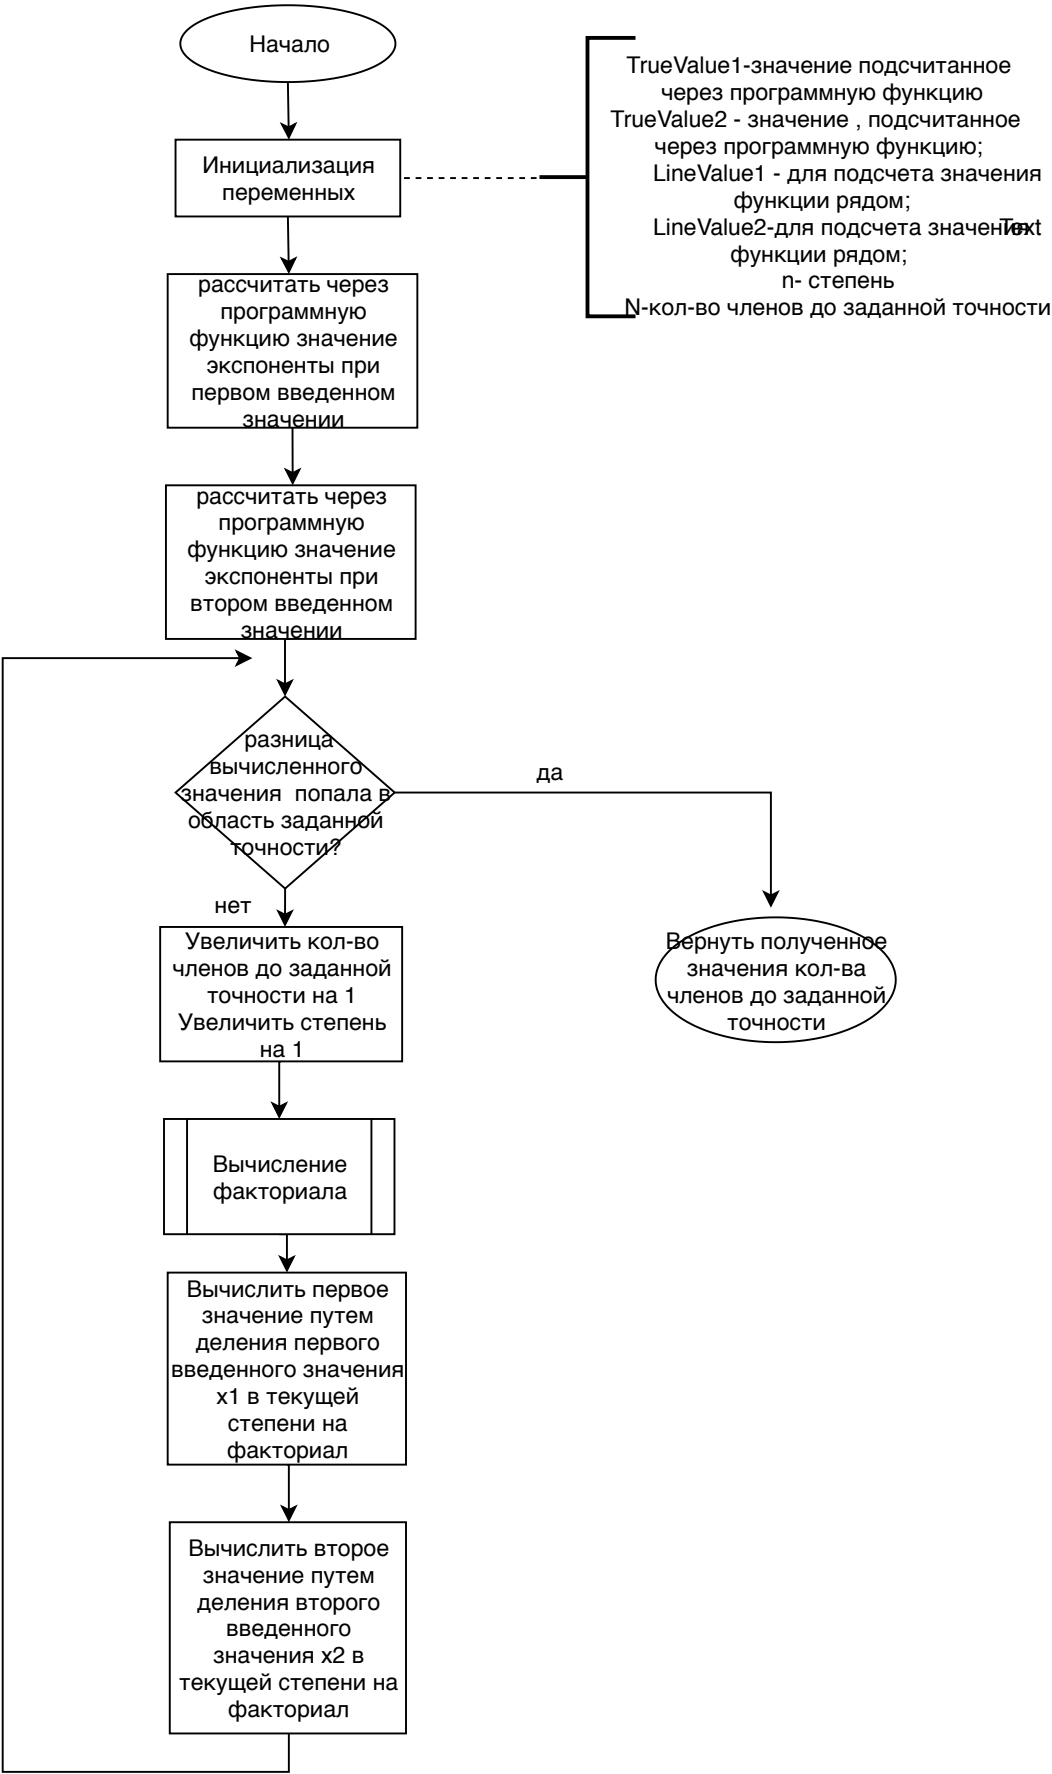 Начало
TrueValue1-значение подсчитанное
через программную функцию
TrueValue2 - значение , подсчитанное
через программную функцию;
LineValue1 - для подсчета значения
функции рядом;
LineValue2-для подсчета значения
Text
функции рядом;
n- степень
N-кол-во членов до заданной точности
Инициализация
переменных
рассчитать через
программную
функцию значение
экспоненты при
первом введенном
значении
рассчитать через
программную
функцию значение
экспоненты при
втором введенном
значении
разница
вычисленного
значения попала в
область заданной
точности?
да
нет
Вернуть полученное
значения кол-ва
членов до заданной
точности
Увеличить кол-во
членов до заданной
точности на 1
Увеличить степень
на 1
Вычисление
факториала
Вычислить первое
значение путем
деления первого
введенного значения
x1 в текущей
степени на
факториал
Вычислить второе
значение путем
деления второго
введенного
значения x2 в
текущей степени на
факториал